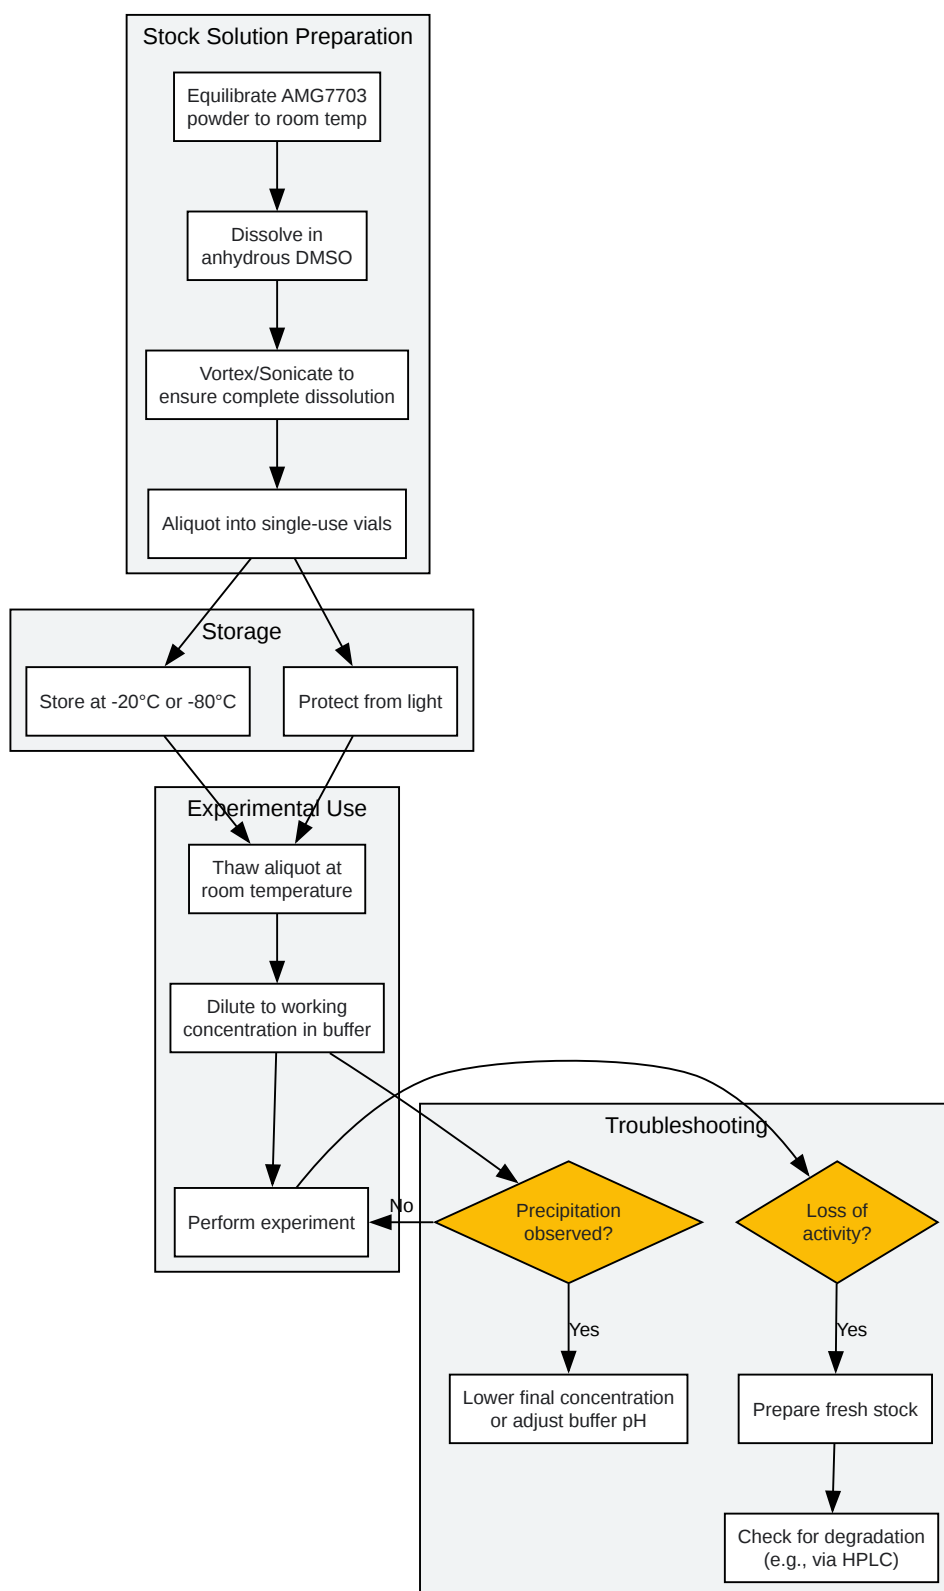 Stock Solution Preparation
Equilibrate AMG7703
powder to room temp
Dissolve in
anhydrous DMSO
Vortex/Sonicate to
ensure complete dissolution
Aliquot into single-use vials
Storage
Store at -20°C or -80°C
Protect from light
Experimental Use
Thaw aliquot at
room temperature
Dilute to working
concentration in buffer
Troubleshooting
Perform experiment
No
Precipitation
observed?
Loss of
activity?
Yes
Yes
Lower final concentration
or adjust buffer pH
Prepare fresh stock
Check for degradation
(e.g., via HPLC)